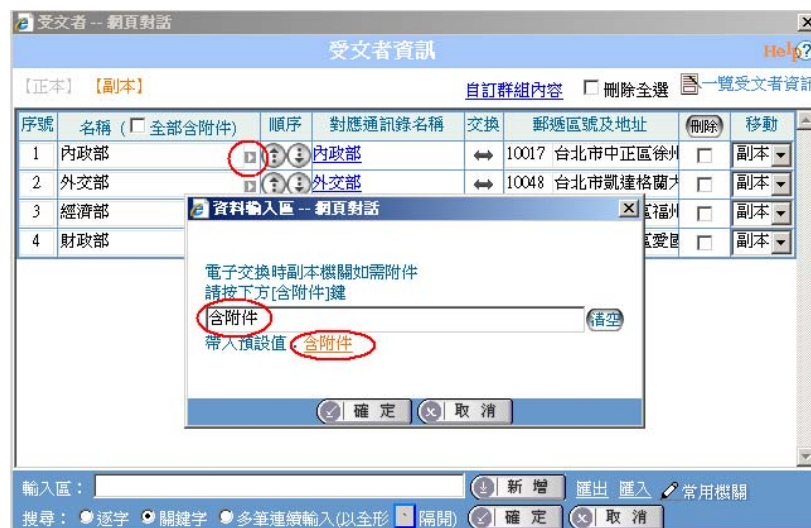 受文者 -- 網頁對話
受文者資訊
Help?
【正本】 【副本】 自訂群組內容 刪除全選 一覽受文者資訊
序號 名稱 ( 全部含附件) 順序 對應通訊錄名稱 交換 郵遞區號及地址 刪除 移動
1 內政部 內政部 10017 台北市中正區徐州 副本
2 外交部 外交部 10048 台北市凱達格蘭大 副本
3 經濟部 區福州 副本
4 財政部 區愛國 副本
資料輸入區 -- 網頁對話
電子交換時副本機關如需附件
請按下方[含附件]鍵
含附件 清空
帶入預設值：含附件
確 定 取 消
輸入區： 新 增 匯出 匯入 常用機關
搜尋： 逐字 關鍵字 多筆連續輸入(以全形 隔開) 確 定 取 消